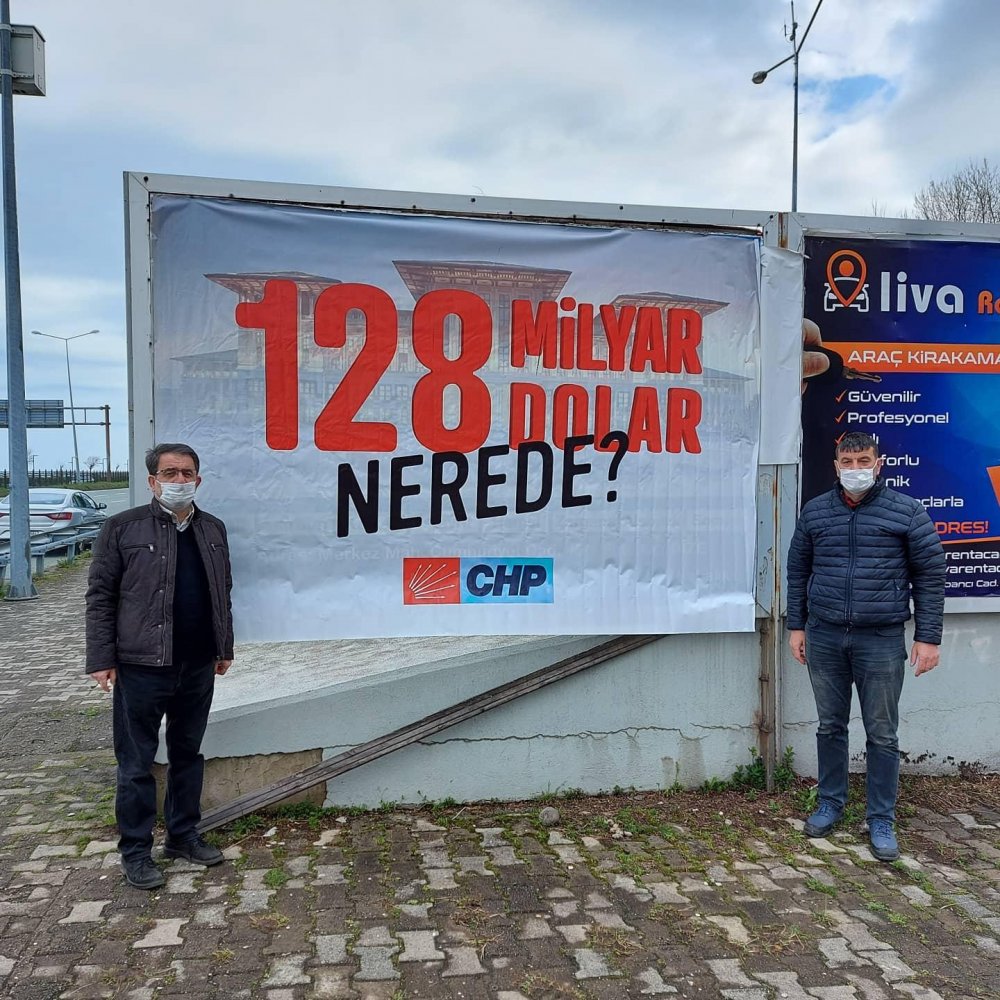 128 MİLYAR
DOLAR
NEREDE?
CHP
liva
ARAÇ KİRAKAMA
Güvenilir
Profesyonel